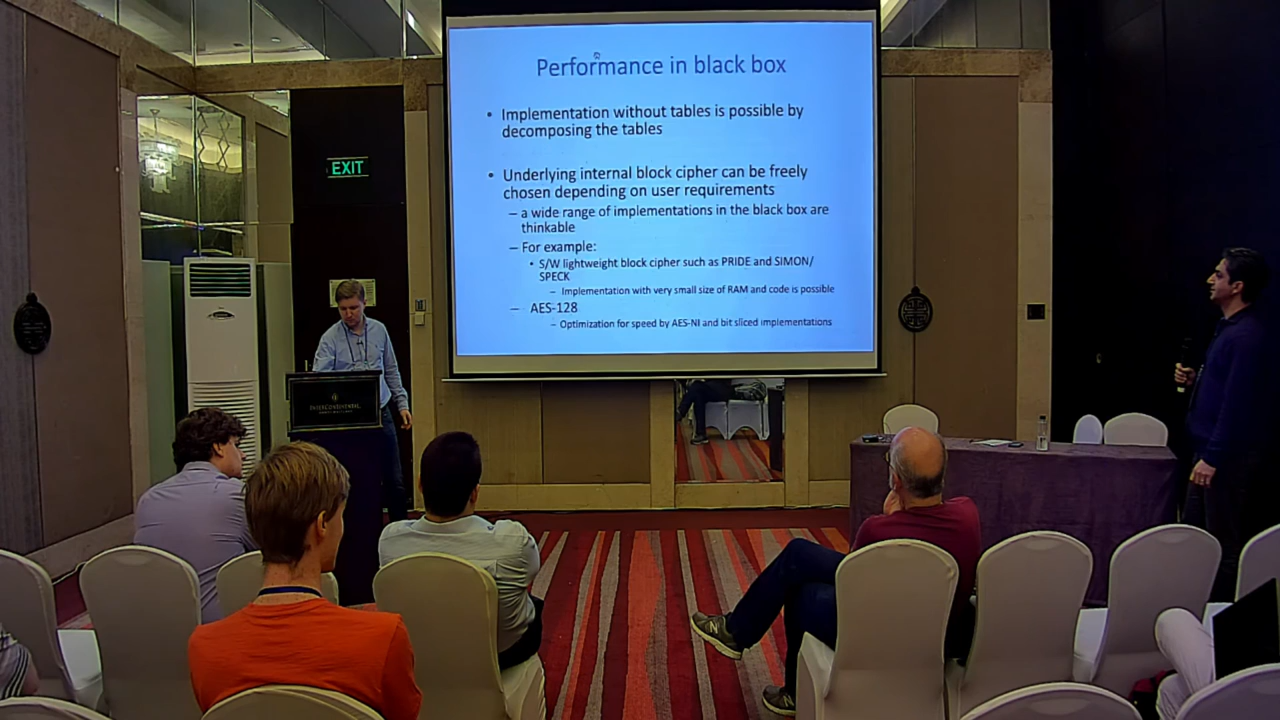 Performance in black box
• Implementation without tables is possible by
decomposing the tables
• Underlying internal block cipher can be freely
chosen depending on user requirements
– a wide range of implementations in the black box are
thinkable
– For example:
• S/W lightweight block cipher such as PRIDE and SIMON/
SPECK
– Implementation with very small size of RAM and code is possible
– AES-128
– Optimization for speed by AES-NI and bit sliced implementations
EXIT
INTERCONTINENTAL